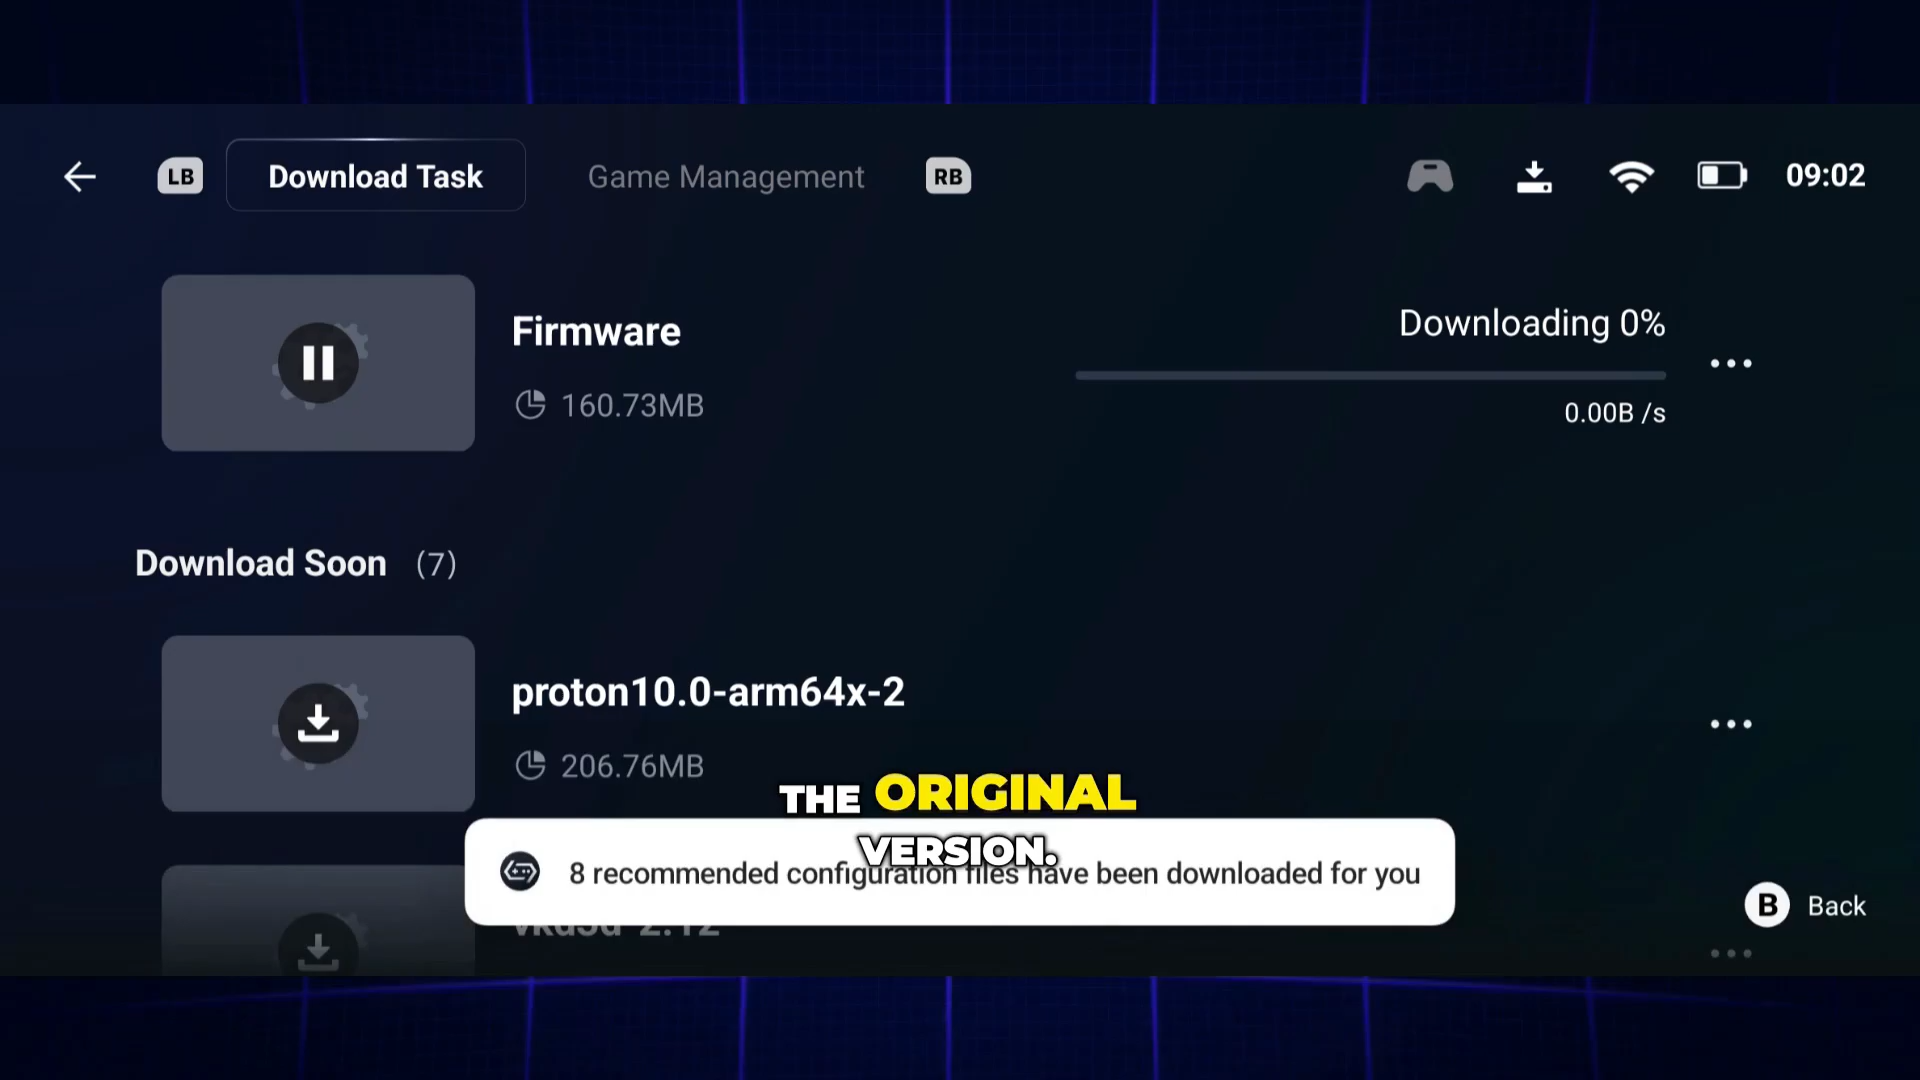 LB Download Task Game Management RB 09:02
Firmware
Downloading 0%
160.73MB
0.00B /s
Download Soon (7)
proton10.0-arm64x-2
206.76MB
THE ORIGINAL
VERSION.
8 recommended configuration files have been downloaded for you
B Back